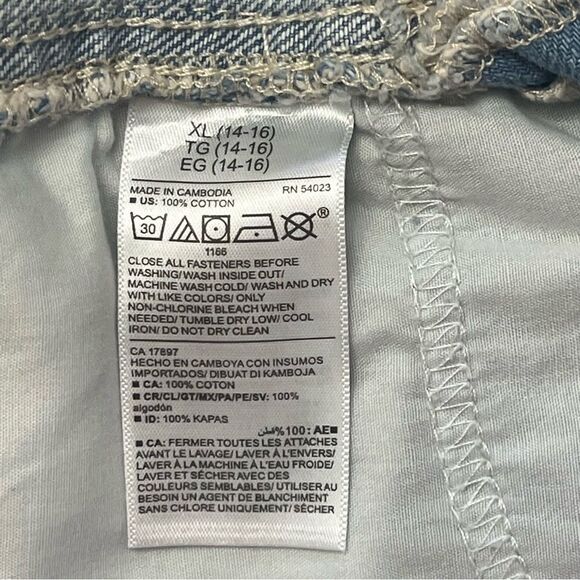 XL (14-16)
TG (14-16)
EG (14-16)
MADE IN CAMBODIA RN 54023
■ US: 100% COTTON
30 ®
1166
CLOSE ALL FASTENERS BEFORE
WASHING/ WASH INSIDE OUT/
MACHINE WASH COLD/ WASH AND DRY
WITH LIKE COLORS/ ONLY
NON-CHLORINE BLEACH WHEN
NEEDED/ TUMBLE DRY LOW/ COOL
IRON/ DO NOT DRY CLEAN
CA 17897
HECHO EN CAMBOYA CON INSUMOS
IMPORTADOS/ DIBUAT DI KAMBOJA
■ CA: 100% COTON
■ CR/CL/GT/MX/PA/PE/SV: 100%
algodón
■ ID: 100% KAPAS
■ AE: 100% قطن
■ CA: FERMER TOUTES LES ATTACHES
AVANT LE LAVAGE/ LAVER À L'ENVERS/
LAVER À LA MACHINE À L'EAU FROIDE/
LAVER ET SÉCHER AVEC DES
COULEURS SEMBLABLES/ UTILISER AU
BESOIN UN AGENT DE BLANCHIMENT
SANS CHLORE UNIQUEMENT/ SÉCHER